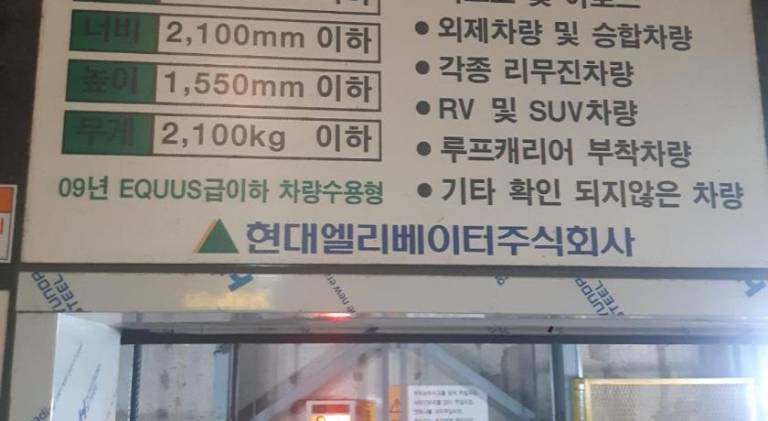 너비 2,100mm 이하
높이 1,550mm 이하
무게 2,100kg 이하
09년 EQUUS급이하 차량수용형
● 외제차량 및 승합차량
● 각종 리무진차량
● RV 및 SUV차량
● 루프캐리어 부착차량
● 기타 확인 되지않은 차량
현대엘리베이터주식회사
STEEL
the new